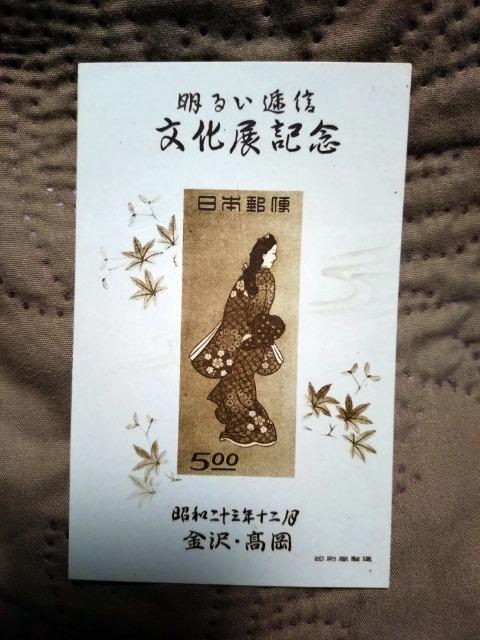 明るい逓信
文化展記念
日本郵便
5.00
昭和二十三年十二月
金沢・高岡
印刷局製造